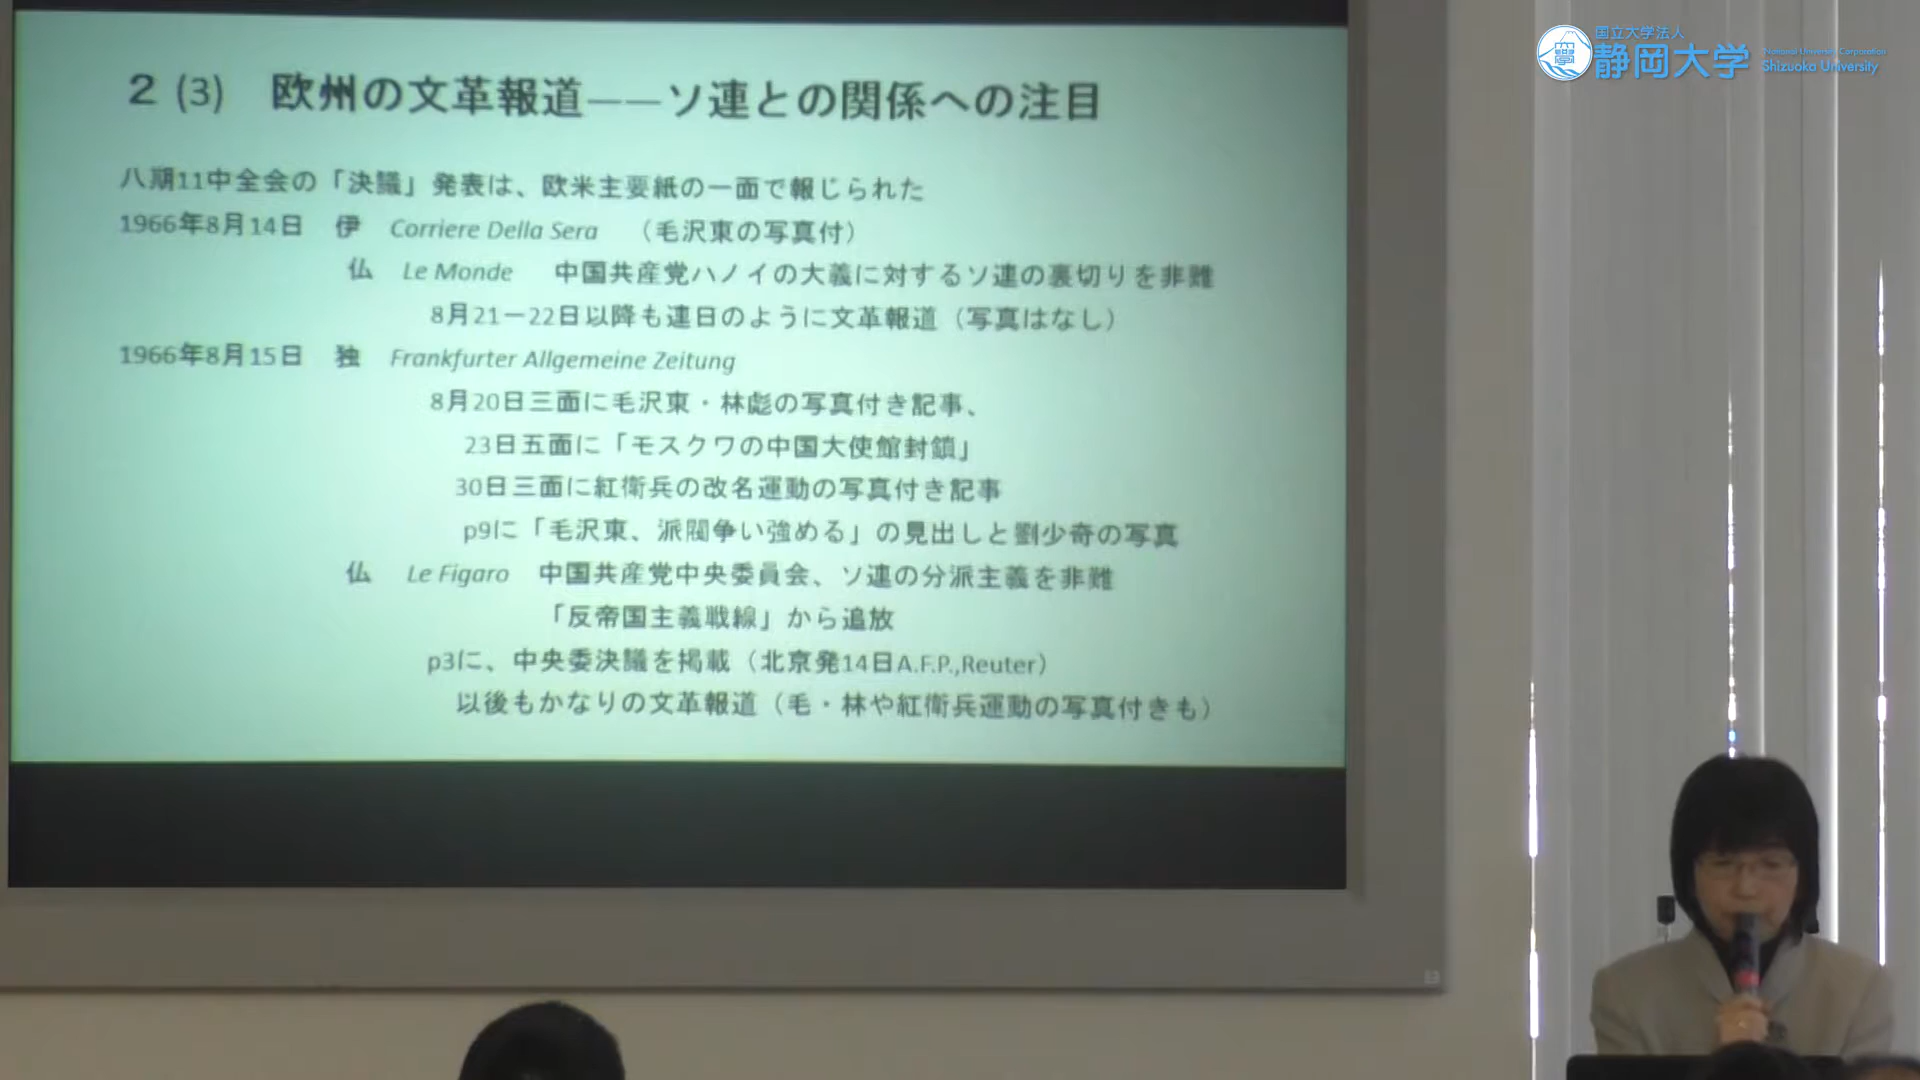 国立大学法人
静岡大学
National University Corporation
Shizuoka University
2 (3) 欧州の文革報道――ソ連との関係への注目
八期11中全会の「決議」発表は、欧米主要紙の一面で報じられた
1966年8月14日 伊 Corriere Della Sera （毛沢東の写真付）
仏 Le Monde 中国共産党ハノイの大義に対するソ連の裏切りを非難
8月21－22日以降も連日のように文革報道（写真はなし）
1966年8月15日 独 Frankfurter Allgemeine Zeitung
8月20日三面に毛沢東・林彪の写真付き記事、
23日五面に「モスクワの中国大使館封鎖」
30日三面に紅衛兵の改名運動の写真付き記事
p9に「毛沢東、派閥争い強める」の見出しと劉少奇の写真
仏 Le Figaro 中国共産党中央委員会、ソ連の分派主義を非難
「反帝国主義戦線」から追放
p3に、中央委決議を掲載（北京発14日A.F.P.,Reuter）
以後もかなりの文革報道（毛・林や紅衛兵運動の写真付きも）